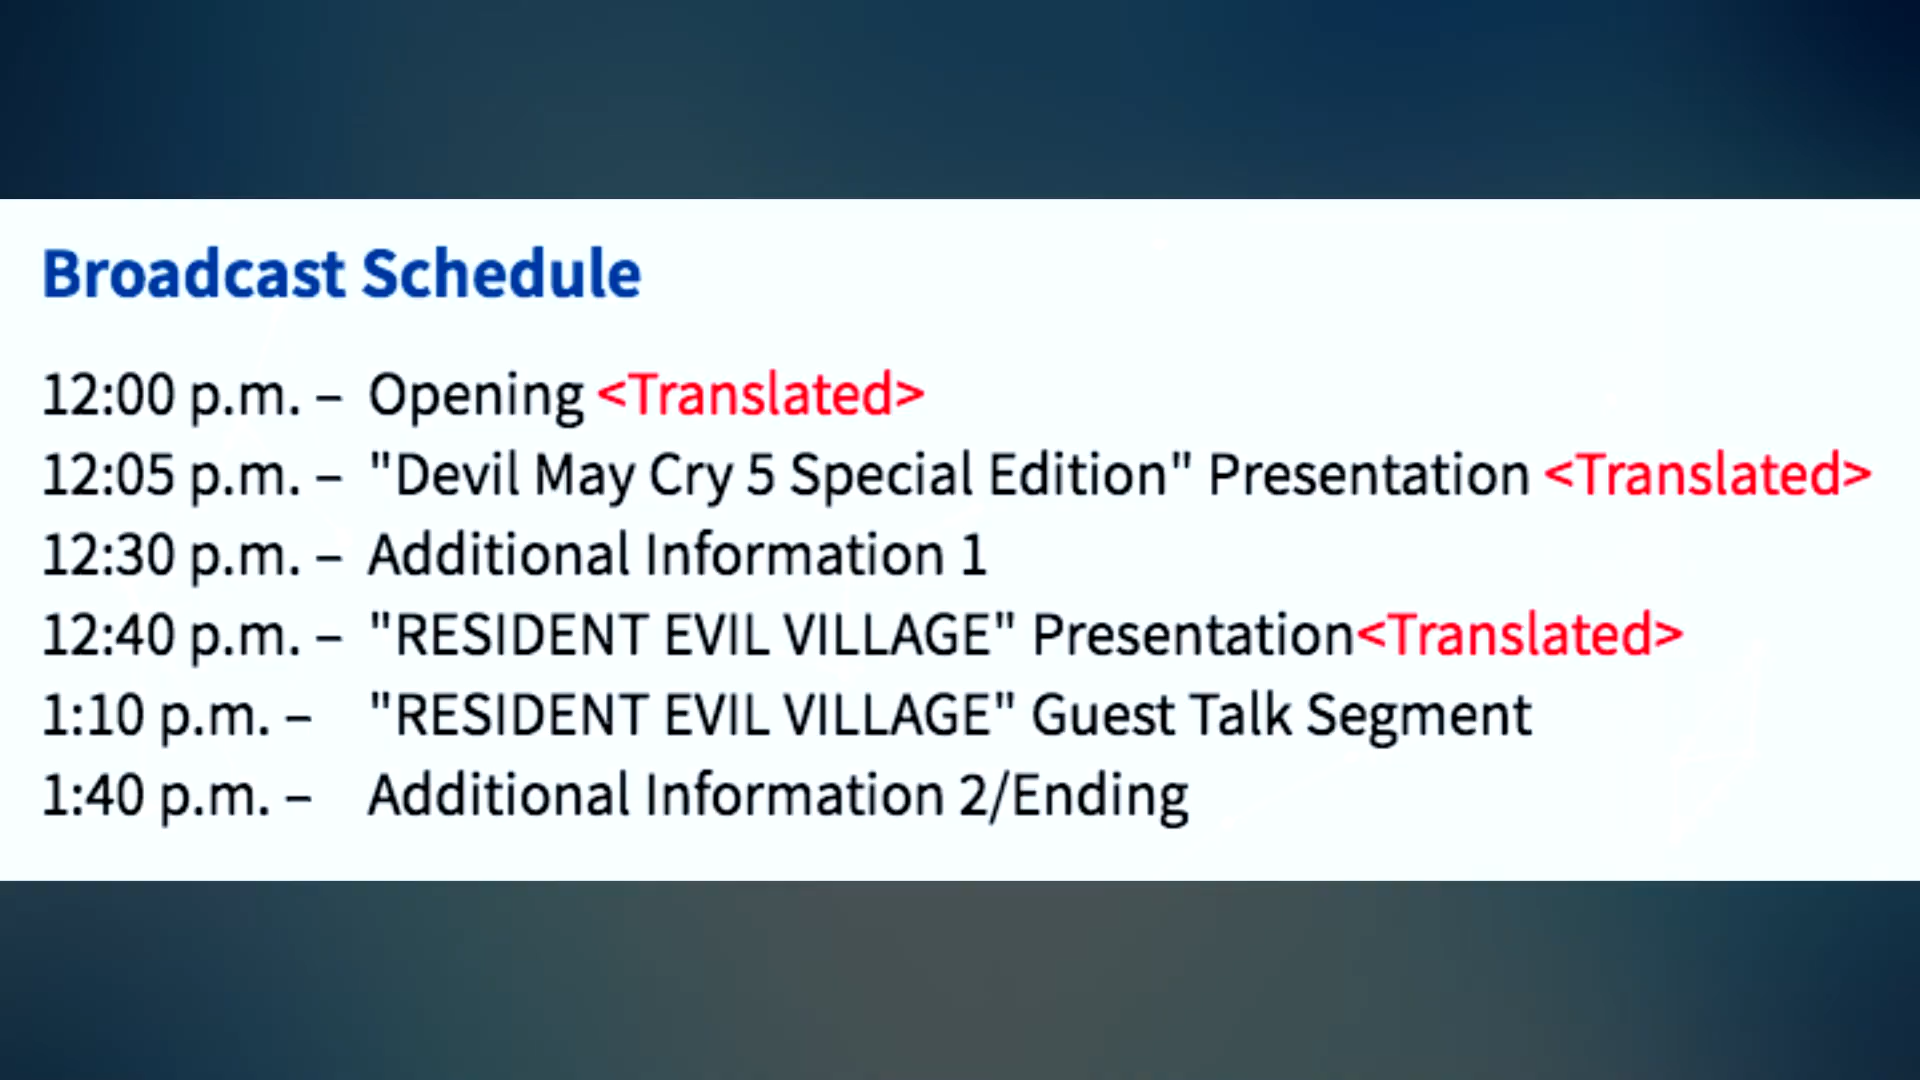 Broadcast Schedule
12:00 p.m. – Opening <Translated>
12:05 p.m. – "Devil May Cry 5 Special Edition" Presentation <Translated>
12:30 p.m. – Additional Information 1
12:40 p.m. – "RESIDENT EVIL VILLAGE" Presentation<Translated>
1:10 p.m. – "RESIDENT EVIL VILLAGE" Guest Talk Segment
1:40 p.m. – Additional Information 2/Ending